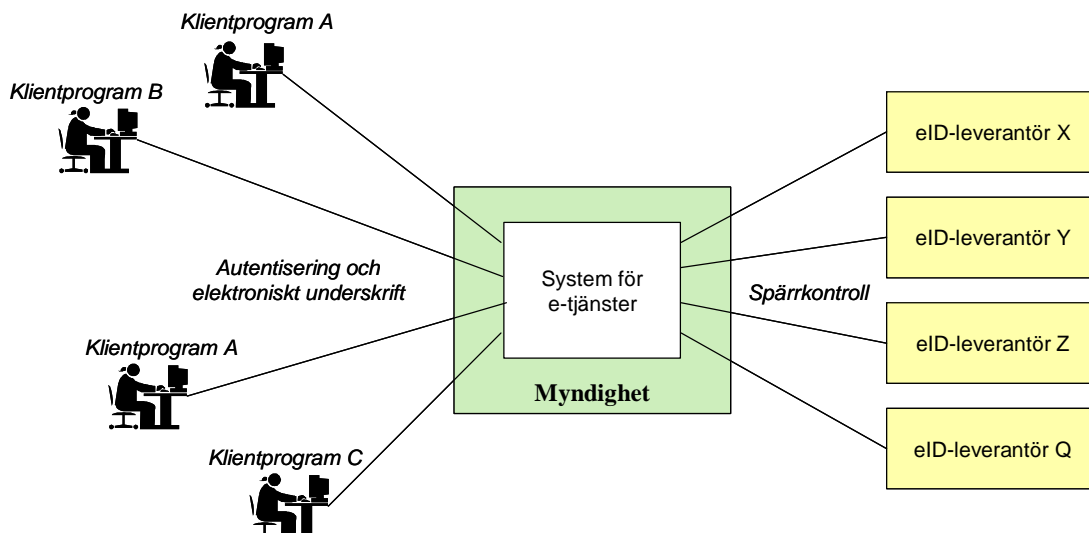 Klientprogram A
Klientprogram B
Autentisering och
elektroniskt underskrift
Klientprogram A
Klientprogram C
System för
e-tjänster
Myndighet
Spärrkontroll
eID-leverantör X
eID-leverantör Y
eID-leverantör Z
eID-leverantör Q